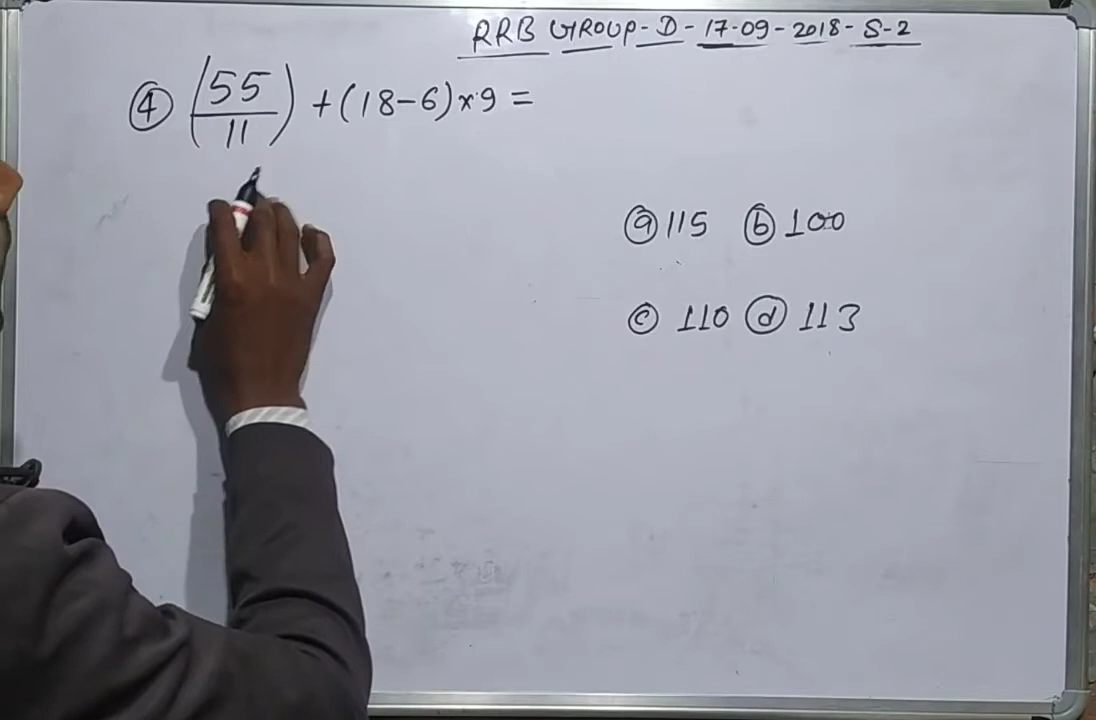 RRB GROUP-D-17-09-2018-S-2
④ (55/11) + (18-6)×9 =
ⓐ 115 ⓑ 100
ⓒ 110 ⓓ 113